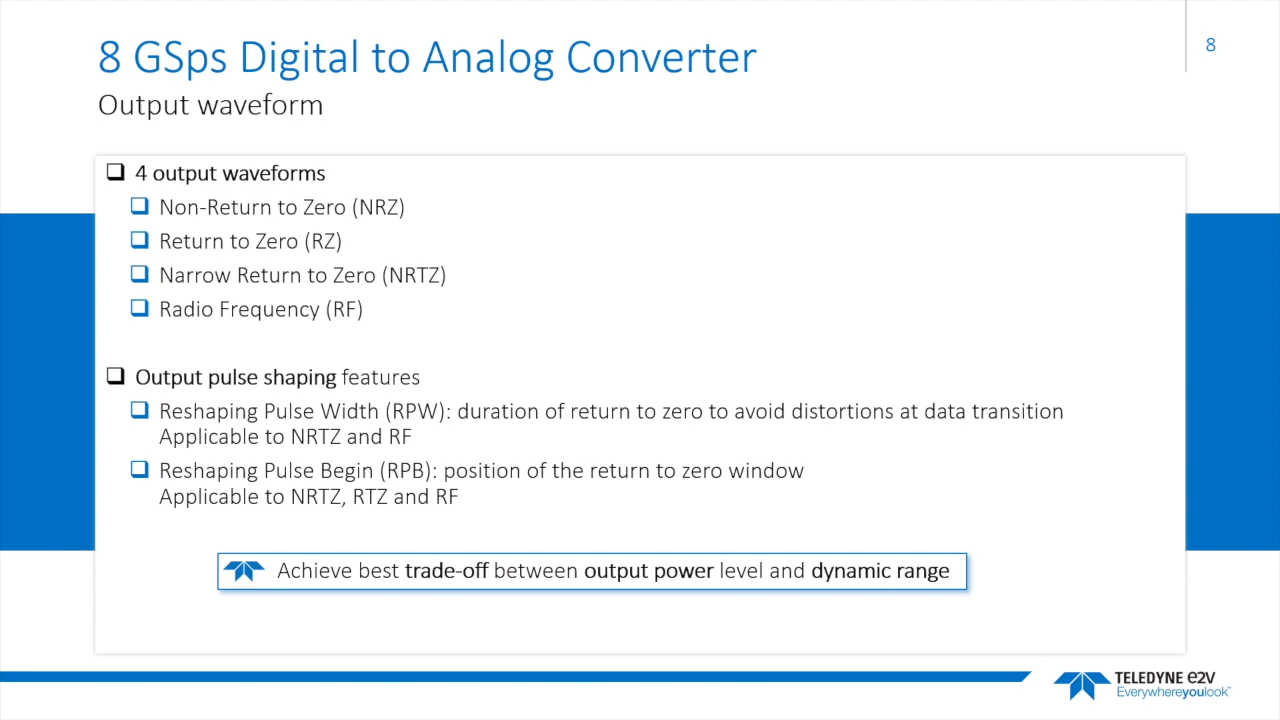 8 GSps Digital to Analog Converter
8
Output waveform
4 output waveforms
Non-Return to Zero (NRZ)
Return to Zero (RZ)
Narrow Return to Zero (NRTZ)
Radio Frequency (RF)
Output pulse shaping features
Reshaping Pulse Width (RPW): duration of return to zero to avoid distortions at data transition
Applicable to NRTZ and RF
Reshaping Pulse Begin (RPB): position of the return to zero window
Applicable to NRTZ, RTZ and RF
Achieve best trade-off between output power level and dynamic range
TELEDYNE e2v
Everywhereyoulook™